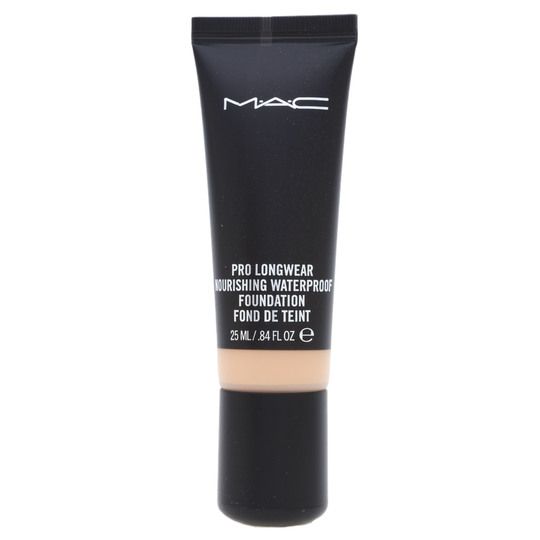 M·A·C
PRO LONGWEAR
NOURISHING WATERPROOF
FOUNDATION
FOND DE TEINT
25 ML / .84 FL OZ ℮